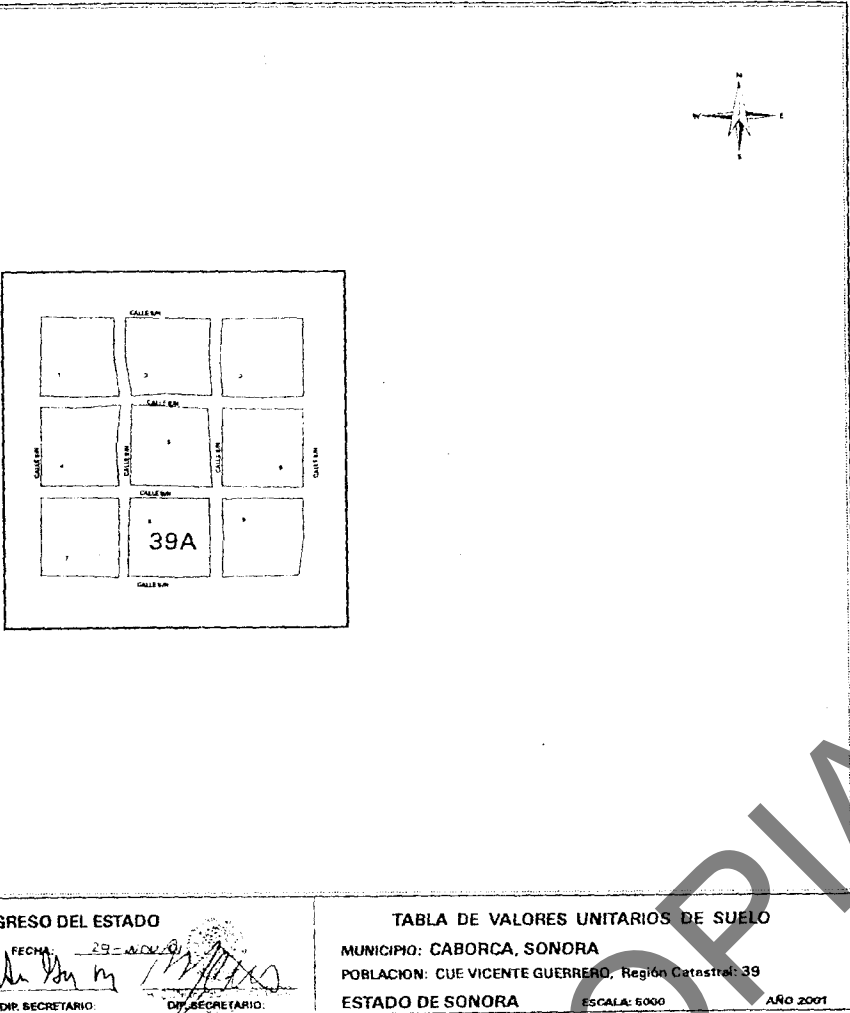 N
W E
S
CALLE S/N
1 2 3
CALLE S/N
CALLE S/N
4
CALLE S/N
5
CALLE S/N
6
CALLE S/N
CALLE S/N
7
8
9
39A
CALLE S/N
GRESO DEL ESTADO
FECHA:
DIP. SECRETARIO:
DIP. SECRETARIO:
TABLA DE VALORES UNITARIOS DE SUELO
MUNICIPIO: CABORCA, SONORA
POBLACION: CUE VICENTE GUERRERO, Región Catastral: 39
ESTADO DE SONORA ESCALA: 5000 AÑO 2001
OPIA